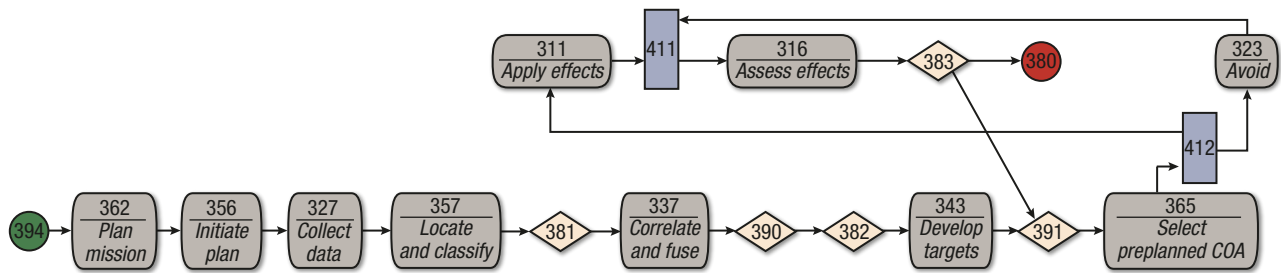 311
Apply effects
411
316
Assess effects
383
380
323
Avoid
412
394
362
Plan
mission
356
Initiate
plan
327
Collect
data
357
Locate
and classify
381
337
Correlate
and fuse
390
382
343
Develop
targets
391
365
Select
preplanned COA